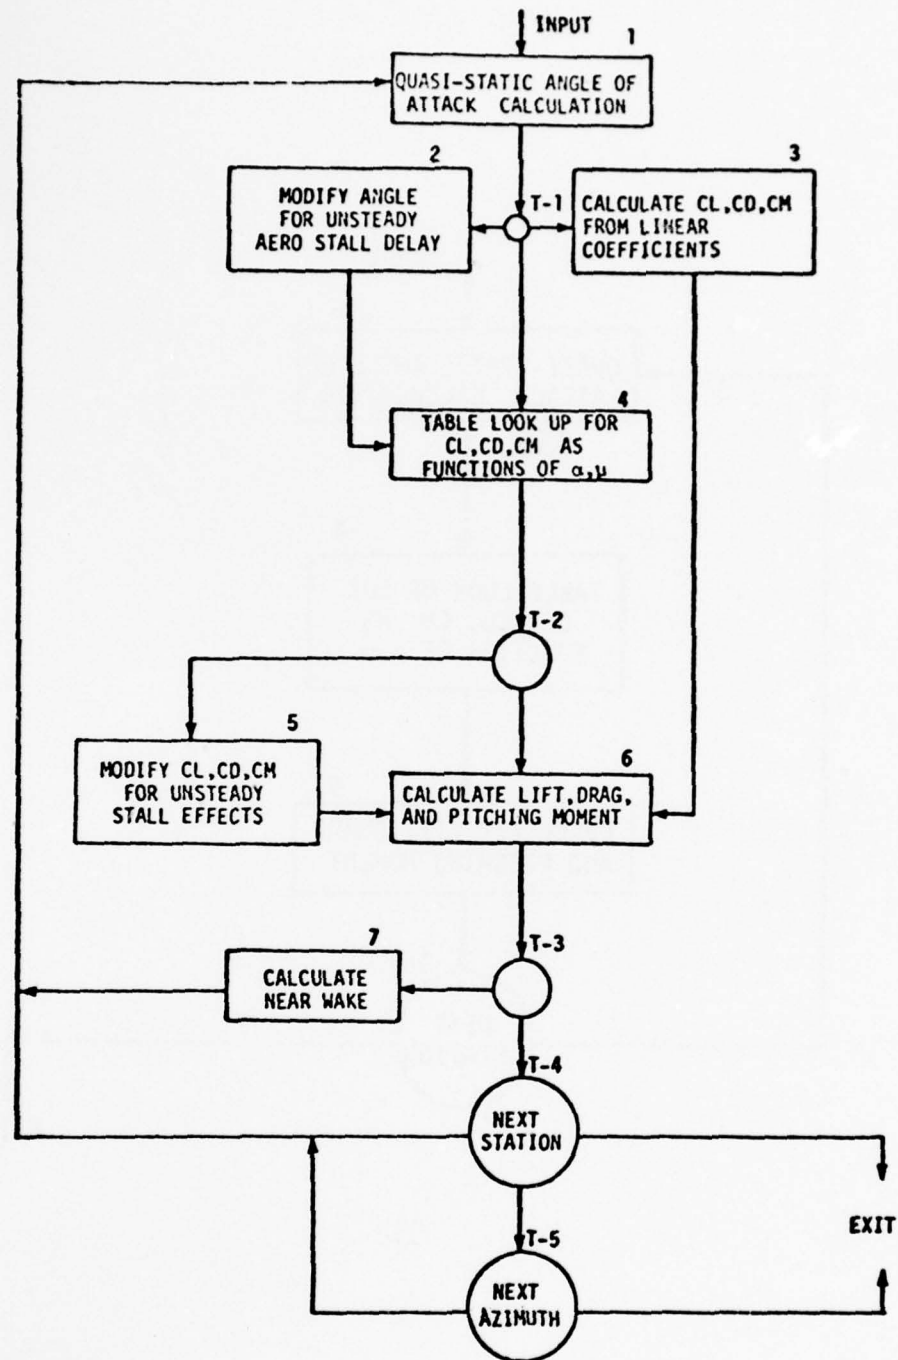 INPUT
1
QUASI-STATIC ANGLE OF
ATTACK CALCULATION
2
MODIFY ANGLE
FOR UNSTEADY
AERO STALL DELAY
T-1
3
CALCULATE CL,CD,CM
FROM LINEAR
COEFFICIENTS
4
TABLE LOOK UP FOR
CL,CD,CM AS
FUNCTIONS OF α,μ
T-2
5
MODIFY CL,CD,CM
FOR UNSTEADY
STALL EFFECTS
6
CALCULATE LIFT,DRAG,
AND PITCHING MOMENT
T-3
7
CALCULATE
NEAR WAKE
T-4
NEXT
STATION
EXIT
T-5
NEXT
AZIMUTH